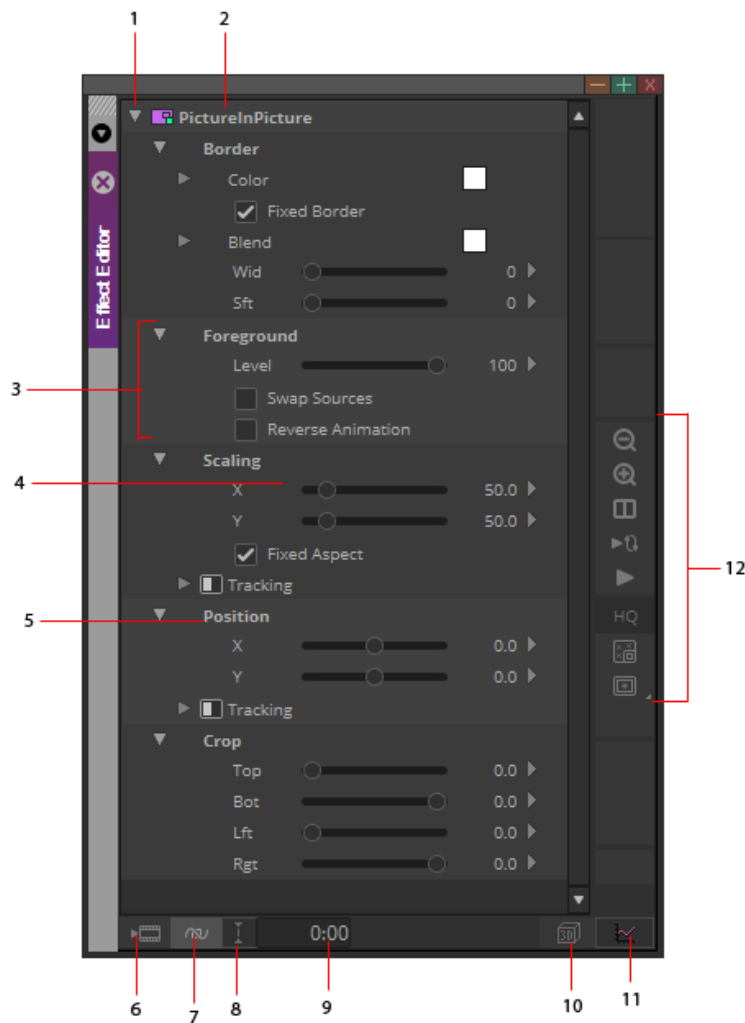 1 2
PictureInPicture
Effect Editor
Border
Color
Fixed Border
Blend
Wid 0
Sft 0
3
Foreground
Level 100
Swap Sources
Reverse Animation
4
Scaling
X 50.0
Y 50.0
Fixed Aspect
Tracking
5
Position
X 0.0
Y 0.0
Tracking
Crop
Top 0.0
Bot 0.0
Lft 0.0
Rgt 0.0
HQ
12
0:00
3D
6 7 8 9 10 11